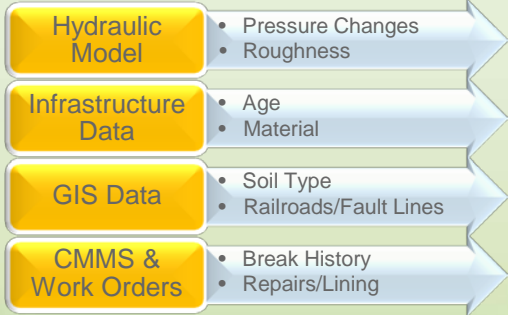 Hydraulic
Model
• Pressure Changes
• Roughness
Infrastructure
Data
• Age
• Material
GIS Data
• Soil Type
• Railroads/Fault Lines
CMMS &
Work Orders
• Break History
• Repairs/Lining